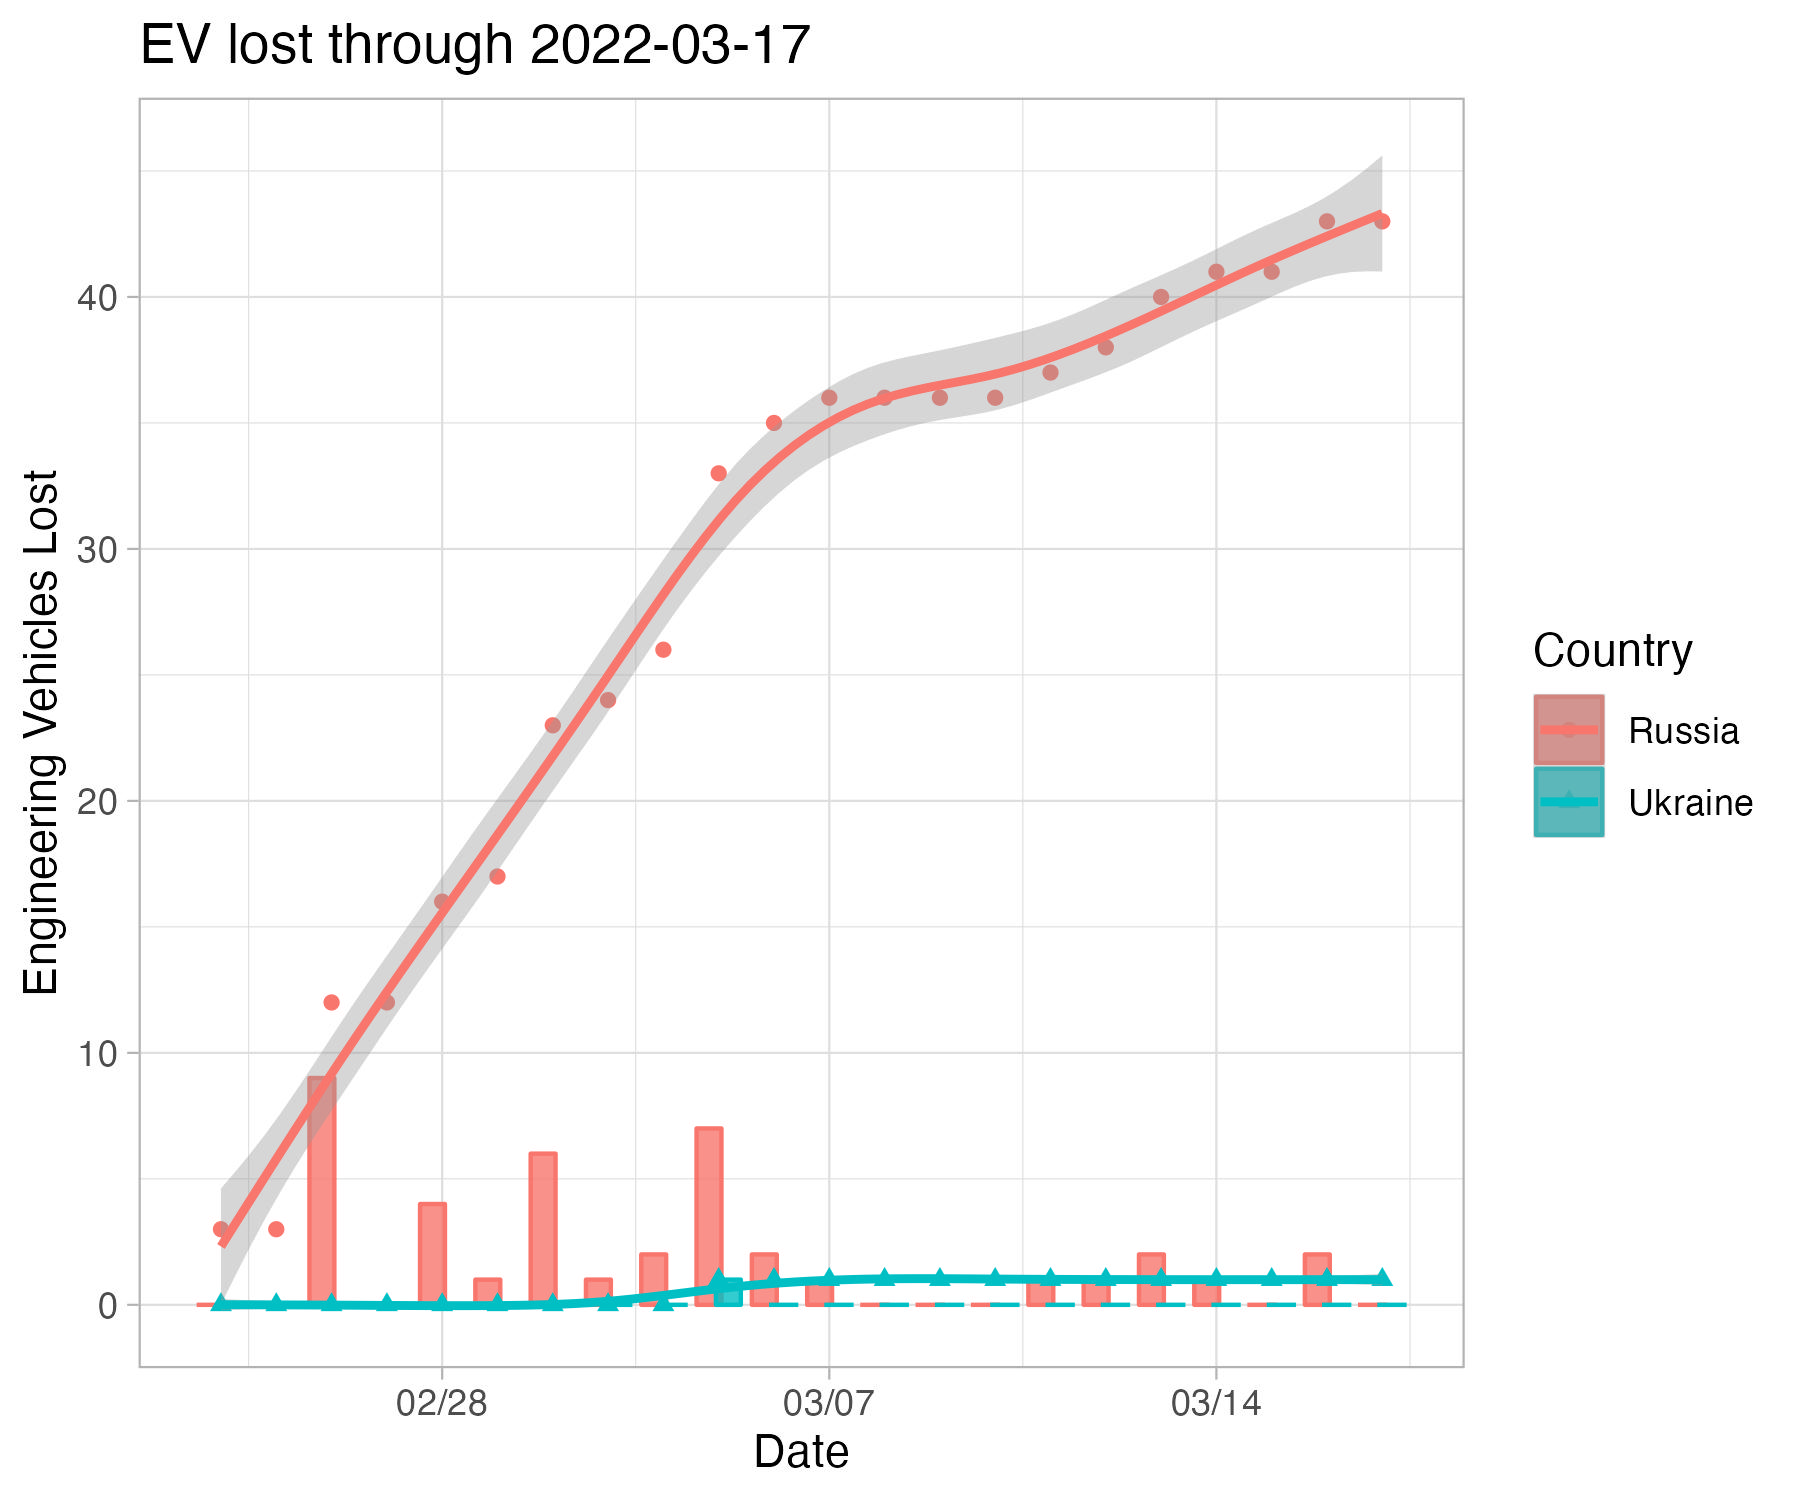 EV lost through 2022-03-17
Engineering Vehicles Lost
40
30
20
10
0
02/28
03/07
03/14
Date
Country
Russia
Ukraine